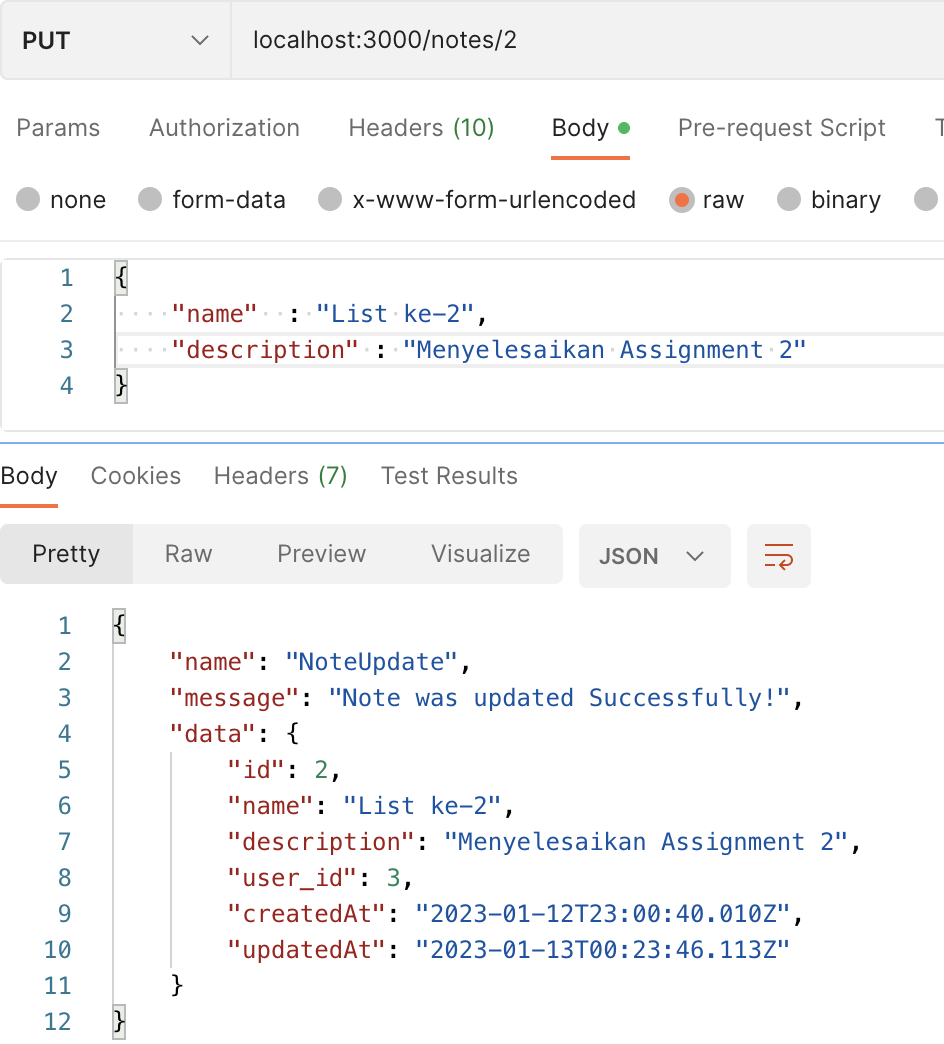 PUT localhost:3000/notes/2
Params Authorization Headers (10) Body Pre-request Script T
none form-data x-www-form-urlencoded raw binary
1 {
2 "name" : "List ke-2",
3 "description" : "Menyelesaikan Assignment 2"
4 }
Body Cookies Headers (7) Test Results
Pretty Raw Preview Visualize JSON
1 {
2 "name": "NoteUpdate",
3 "message": "Note was updated Successfully!",
4 "data": {
5 "id": 2,
6 "name": "List ke-2",
7 "description": "Menyelesaikan Assignment 2",
8 "user_id": 3,
9 "createdAt": "2023-01-12T23:00:40.010Z",
10 "updatedAt": "2023-01-13T00:23:46.113Z"
11 }
12 }